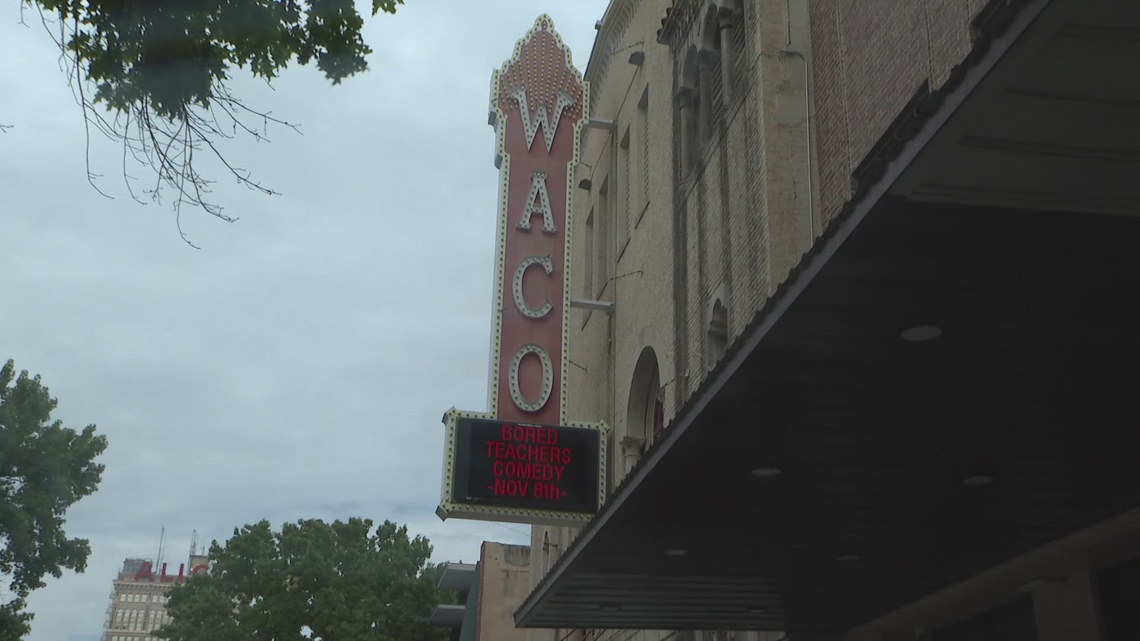 WACO
BORED
TEACHERS
COMEDY
-NOV 8th-